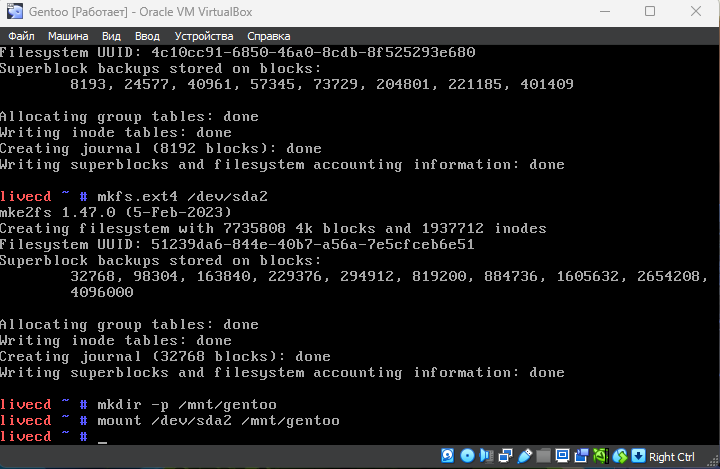 Gentoo [Работает] - Oracle VM VirtualBox
Файл Машина Вид Ввод Устройства Справка
Filesystem UUID: 4c10cc91-6850-46a0-8cdb-8f525293e680
Superblock backups stored on blocks:
8193, 24577, 40961, 57345, 73729, 204801, 221185, 401409
Allocating group tables: done
Writing inode tables: done
Creating journal (8192 blocks): done
Writing superblocks and filesystem accounting information: done
livecd ~ # mkfs.ext4 /dev/sda2
mke2fs 1.47.0 (5-Feb-2023)
Creating filesystem with 7735808 4k blocks and 1937712 inodes
Filesystem UUID: 51239da6-844e-40b7-a56a-7e5cfceb6e51
Superblock backups stored on blocks:
32768, 98304, 163840, 229376, 294912, 819200, 884736, 1605632, 2654208,
4096000
Allocating group tables: done
Writing inode tables: done
Creating journal (32768 blocks): done
Writing superblocks and filesystem accounting information: done
livecd ~ # mkdir -p /mnt/gentoo
livecd ~ # mount /dev/sda2 /mnt/gentoo
livecd ~ # _
Right Ctrl